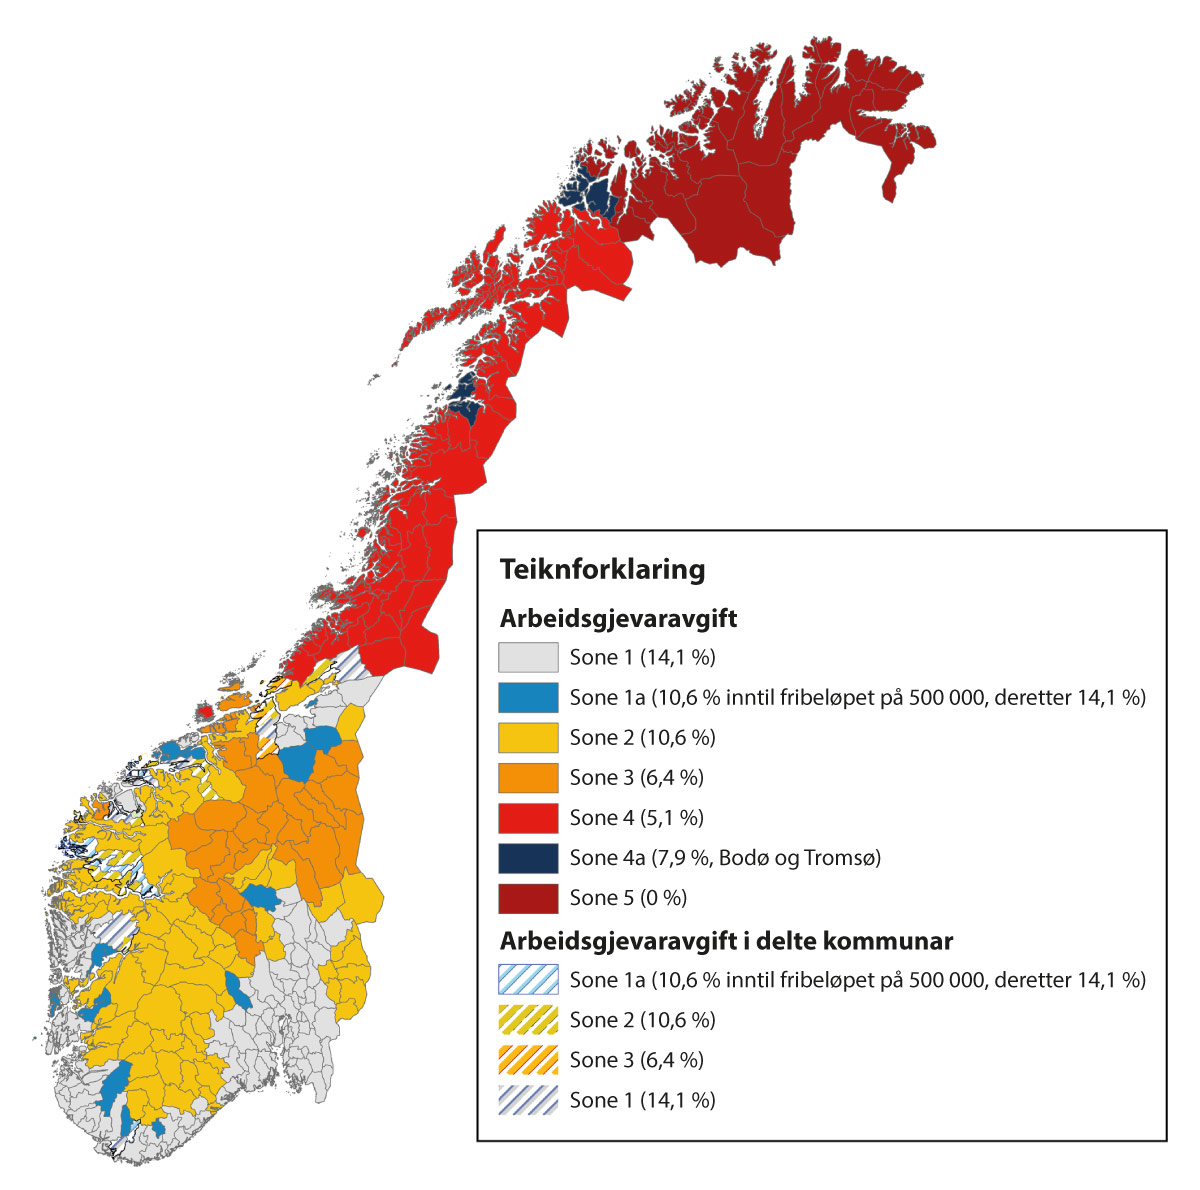 Teiknforklaring
Arbeidsgjevaravgift
Sone 1 (14,1 %)
Sone 1a (10,6 % inntil fribeløpet på 500 000, deretter 14,1 %)
Sone 2 (10,6 %)
Sone 3 (6,4 %)
Sone 4 (5,1 %)
Sone 4a (7,9 %, Bodø og Tromsø)
Sone 5 (0 %)
Arbeidsgjevaravgift i delte kommunar
Sone 1a (10,6 % inntil fribeløpet på 500 000, deretter 14,1 %)
Sone 2 (10,6 %)
Sone 3 (6,4 %)
Sone 1 (14,1 %)